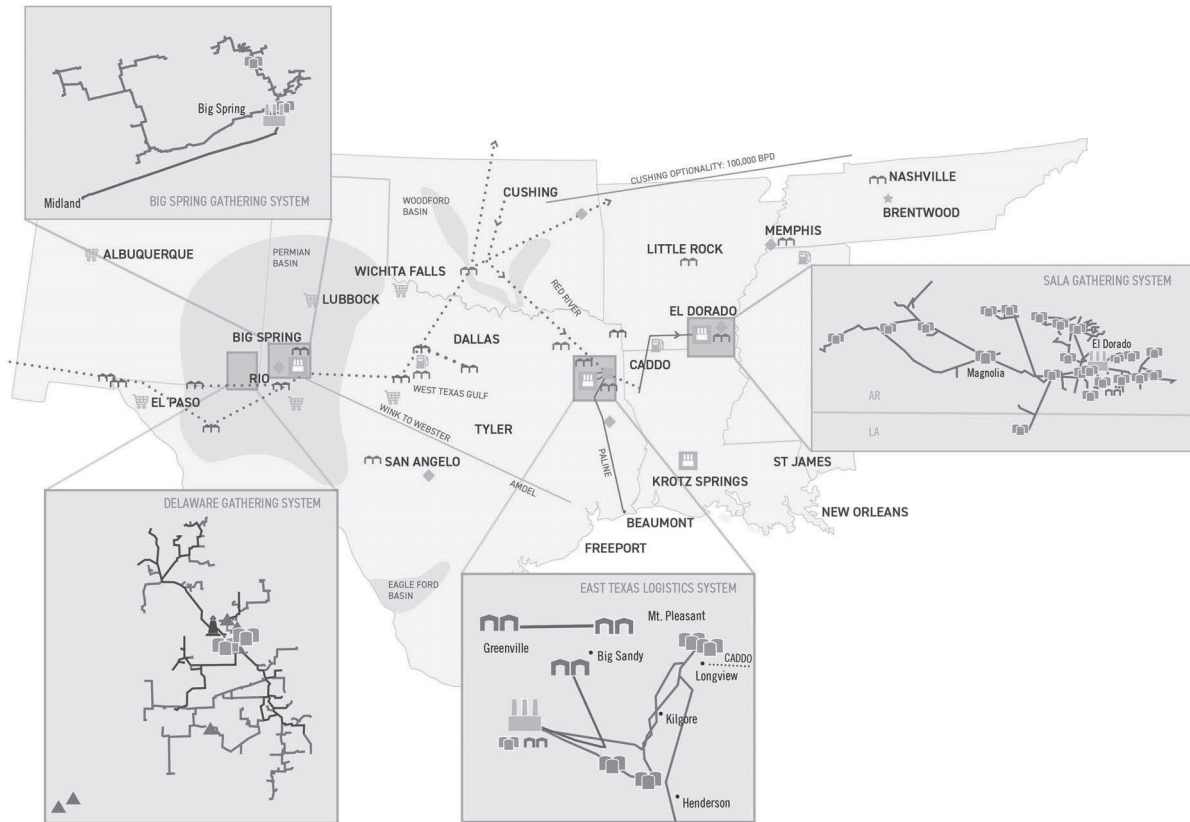 Big Spring
Midland
BIG SPRING GATHERING SYSTEM
CUSHING OPTIONALITY: 100,000 BPD
CUSHING
NASHVILLE
BRENTWOOD
WOODFORD
BASIN
MEMPHIS
ALBUQUERQUE
PERMIAN
BASIN
LITTLE ROCK
WICHITA FALLS
LUBBOCK
RED RIVER
EL DORADO
SALA GATHERING SYSTEM
El Dorado
Magnolia
AR
LA
BIG SPRING
DALLAS
CADDO
RIO
WEST TEXAS GULF
EL PASO
WINK TO WEBSTER
TYLER
PALINE
SAN ANGELO
AMDEL
KROTZ SPRINGS
ST JAMES
NEW ORLEANS
BEAUMONT
FREEPORT
DELAWARE GATHERING SYSTEM
EAGLE FORD
BASIN
EAST TEXAS LOGISTICS SYSTEM
Mt. Pleasant
Greenville
Big Sandy
CADDO
Longview
Kilgore
Henderson